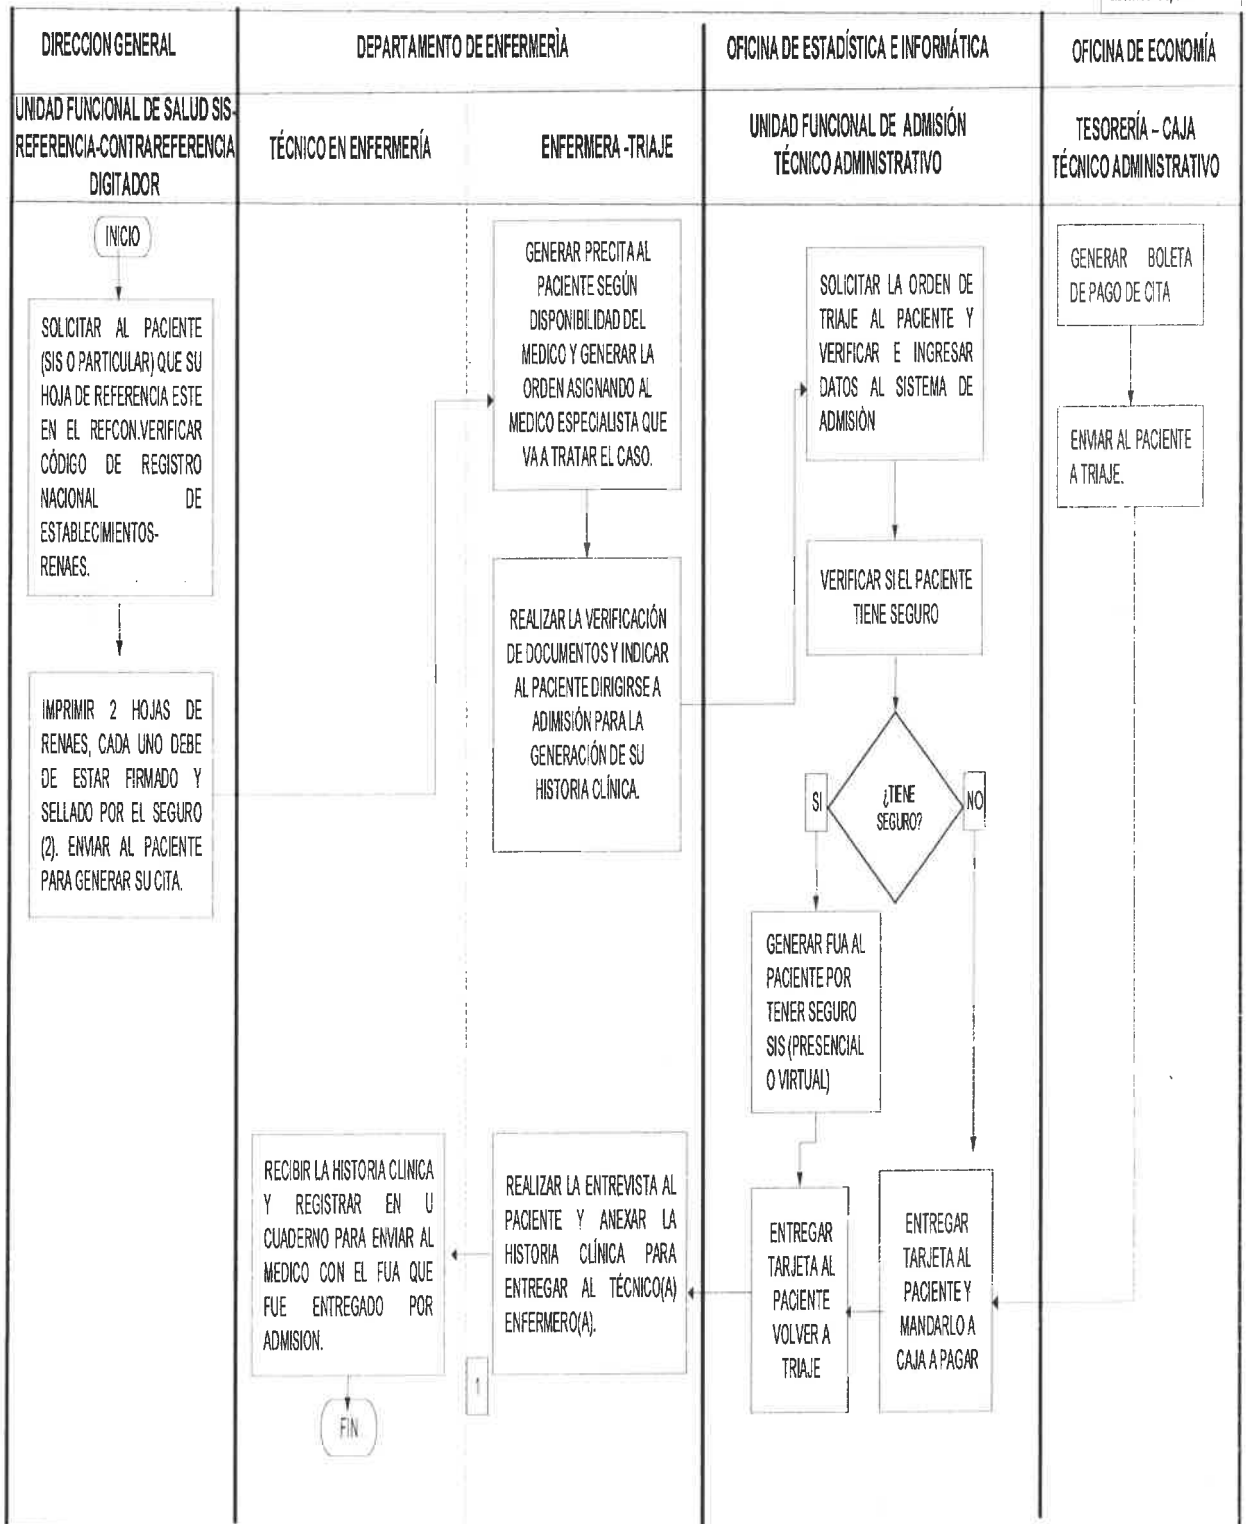 DIRECCION GENERAL
DEPARTAMENTO DE ENFERMERÌA
OFICINA DE ESTADÍSTICA E INFORMÁTICA
OFICINA DE ECONOMÍA
UNIDAD FUNCIONAL DE SALUD SIS-
REFERENCIA-CONTRAREFERENCIA
DIGITADOR
TÉCNICO EN ENFERMERÍA
ENFERMERA -TRIAJE
UNIDAD FUNCIONAL DE ADMISIÓN
TÉCNICO ADMINISTRATIVO
TESORERÍA – CAJA
TÉCNICO ADMINISTRATIVO
INICIO
SOLICITAR AL PACIENTE
(SIS O PARTICULAR) QUE SU
HOJA DE REFERENCIA ESTE
EN EL REFCON.VERIFICAR
CÓDIGO DE REGISTRO
NACIONAL DE
ESTABLECIMIENTOS-
RENAES.
IMPRIMIR 2 HOJAS DE
RENAES, CADA UNO DEBE
DE ESTAR FIRMADO Y
SELLADO POR EL SEGURO
(2). ENVIAR AL PACIENTE
PARA GENERAR SU CITA.
GENERAR PRECITA AL
PACIENTE SEGÚN
DISPONIBILIDAD DEL
MEDICO Y GENERAR LA
ORDEN ASIGNANDO AL
MEDICO ESPECIALISTA QUE
VA A TRATAR EL CASO.
REALIZAR LA VERIFICACIÓN
DE DOCUMENTOS Y INDICAR
AL PACIENTE DIRIGIRSE A
ADIMISIÓN PARA LA
GENERACIÓN DE SU
HISTORIA CLÍNICA.
SOLICITAR LA ORDEN DE
TRIAJE AL PACIENTE Y
VERIFICAR E INGRESAR
DATOS AL SISTEMA DE
ADMISIÓN
VERIFICAR SI EL PACIENTE
TIENE SEGURO
SI
¿TIENE
SEGURO?
NO
GENERAR FUA AL
PACIENTE POR
TENER SEGURO
SIS (PRESENCIAL
O VIRTUAL)
GENERAR BOLETA
DE PAGO DE CITA
ENVIAR AL PACIENTE
A TRIAJE.
RECIBIR LA HISTORIA CLINICA
Y REGISTRAR EN U
CUADERNO PARA ENVIAR AL
MEDICO CON EL FUA QUE
FUE ENTREGADO POR
ADMISION.
FIN
REALIZAR LA ENTREVISTA AL
PACIENTE Y ANEXAR LA
HISTORIA CLÍNICA PARA
ENTREGAR AL TÉCNICO(A)
ENFERMERO(A).
1
ENTREGAR
TARJETA AL
PACIENTE
VOLVER A
TRIAJE
ENTREGAR
TARJETA AL
PACIENTE Y
MANDARLO A
CAJA A PAGAR